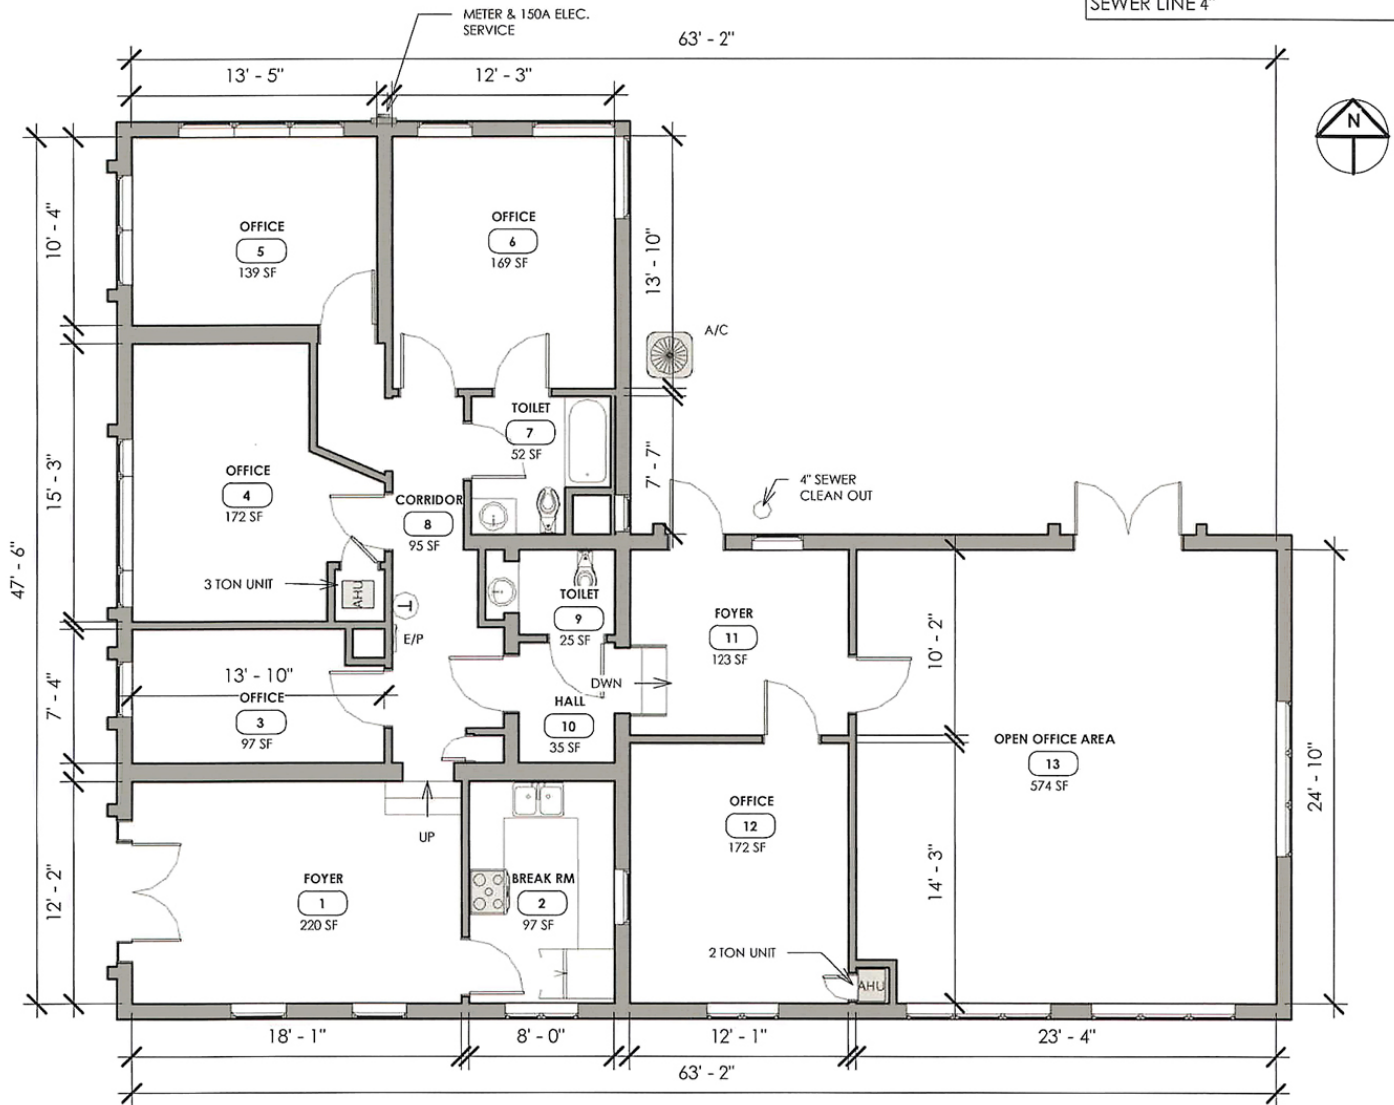 SEWER LINE 4"
METER & 150A ELEC.
SERVICE
63' - 2"
13' - 5"
12' - 3"
N
10' - 4"
OFFICE
5
139 SF
OFFICE
6
169 SF
13' - 10"
A/C
47' - 6"
15' - 3"
OFFICE
4
172 SF
TOILET
7
52 SF
7' - 7"
4" SEWER
CLEAN OUT
CORRIDOR
8
95 SF
3 TON UNIT
AHU
T
E/P
TOILET
9
25 SF
FOYER
11
123 SF
10' - 2"
7' - 4"
13' - 10"
OFFICE
3
97 SF
DWN
HALL
10
35 SF
OPEN OFFICE AREA
13
574 SF
24' - 10"
UP
12' - 2"
FOYER
1
220 SF
BREAK RM
2
97 SF
OFFICE
12
172 SF
14' - 3"
2 TON UNIT
AHU
18' - 1"
8' - 0"
12' - 1"
23' - 4"
63' - 2"